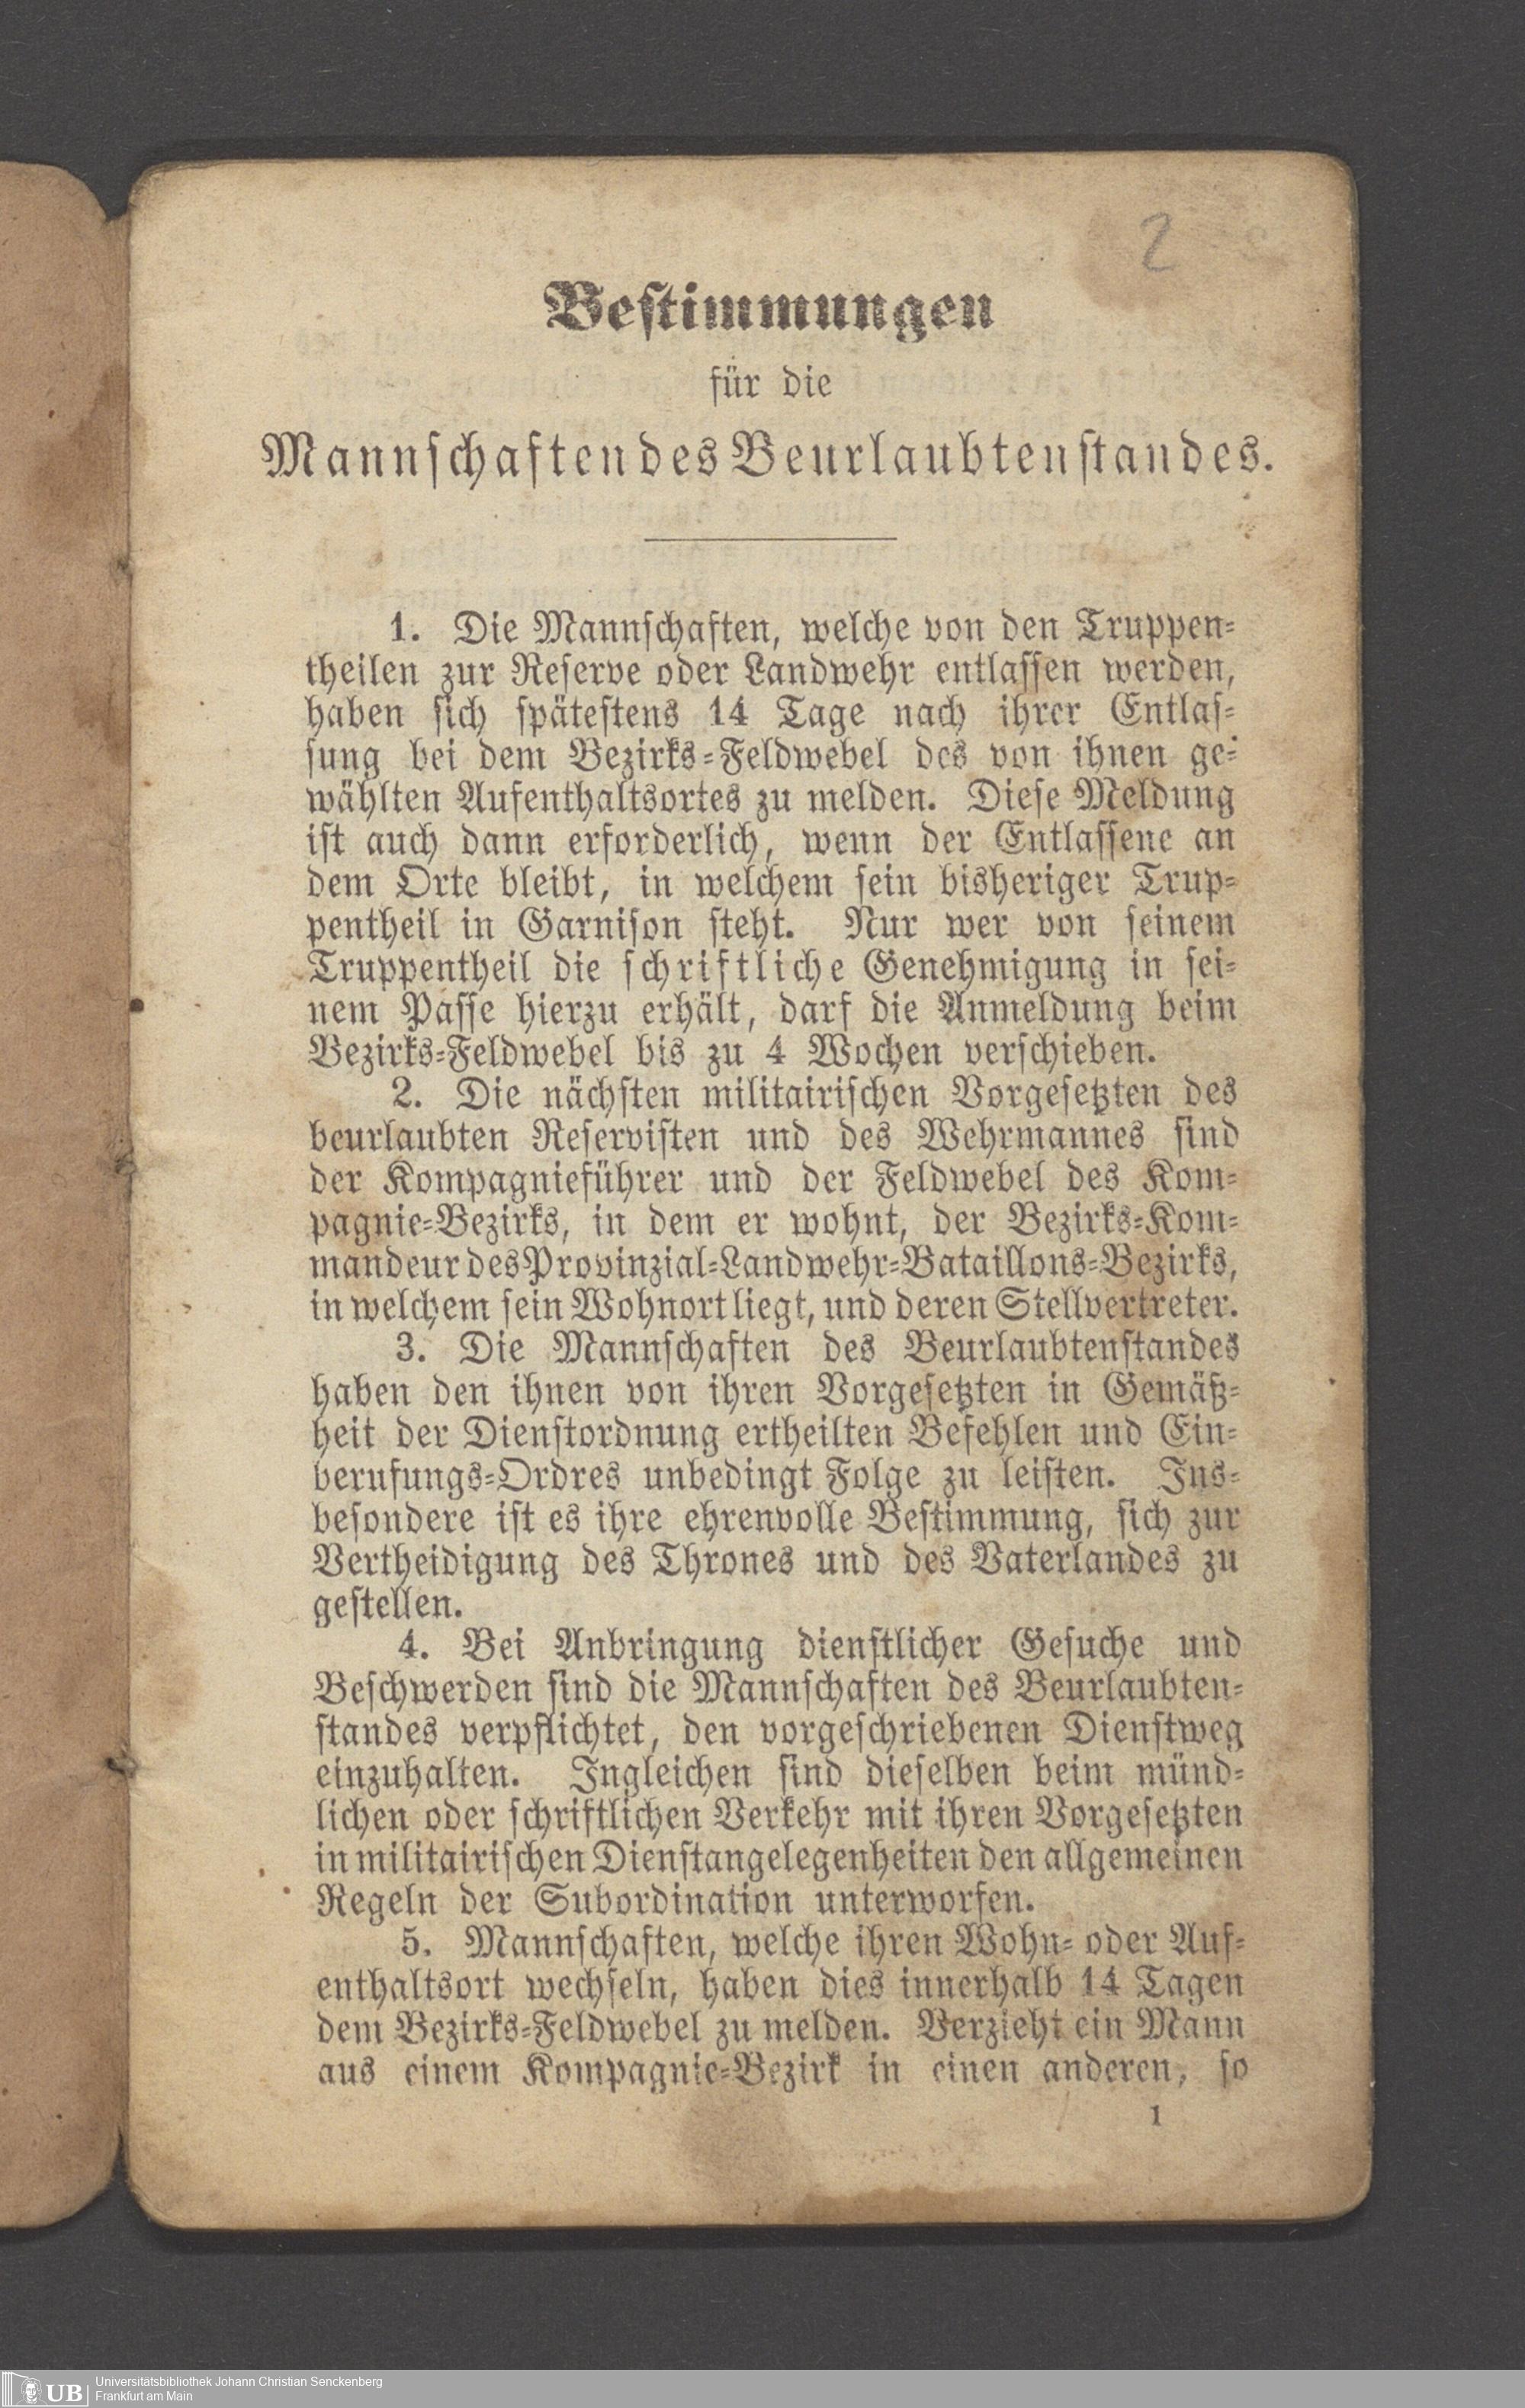 2
Bestimmungen
für die
Mannschaften des Beurlaubtenstandes.
1. Die Mannschaften, welche von den Truppen-
theilen zur Reserve oder Landwehr entlassen werden,
haben sich spätestens 14 Tage nach ihrer Entlas-
sung bei dem Bezirks-Feldwebel des von ihnen ge-
wählten Aufenthaltsortes zu melden. Diese Meldung
ist auch dann erforderlich, wenn der Entlassene an
dem Orte bleibt, in welchem sein bisheriger Trup-
pentheil in Garnison steht. Nur wer von seinem
Truppentheil die schriftliche Genehmigung in sei-
nem Passe hierzu erhält, darf die Anmeldung beim
Bezirks-Feldwebel bis zu 4 Wochen verschieben.
2. Die nächsten militairischen Vorgesetzten des
beurlaubten Reservisten und des Wehrmannes sind
der Kompagnieführer und der Feldwebel des Kom-
pagnie-Bezirks, in dem er wohnt, der Bezirks-Kom-
mandeur des Provinzial-Landwehr-Bataillons-Bezirks,
in welchem sein Wohnort liegt, und deren Stellvertreter.
3. Die Mannschaften des Beurlaubtenstandes
haben den ihnen von ihren Vorgesetzten in Gemäß-
heit der Dienstordnung ertheilten Befehlen und Ein-
berufungs-Ordres unbedingt Folge zu leisten. Ins-
besondere ist es ihre ehrenvolle Bestimmung, sich zur
Vertheidigung des Thrones und des Vaterlandes zu
gestellen.
4. Bei Anbringung dienstlicher Gesuche und
Beschwerden sind die Mannschaften des Beurlaubten-
standes verpflichtet, den vorgeschriebenen Dienstweg
einzuhalten. Ingleichen sind dieselben beim münd-
lichen oder schriftlichen Verkehr mit ihren Vorgesetzten
in militairischen Dienstangelegenheiten den allgemeinen
Regeln der Subordination unterworfen.
5. Mannschaften, welche ihren Wohn- oder Auf-
enthaltsort wechseln, haben dies innerhalb 14 Tagen
dem Bezirks-Feldwebel zu melden. Verzieht ein Mann
aus einem Kompagnie-Bezirk in einen anderen, so
1
UB
Universitätsbibliothek Johann Christian Senckenberg
Frankfurt am Main